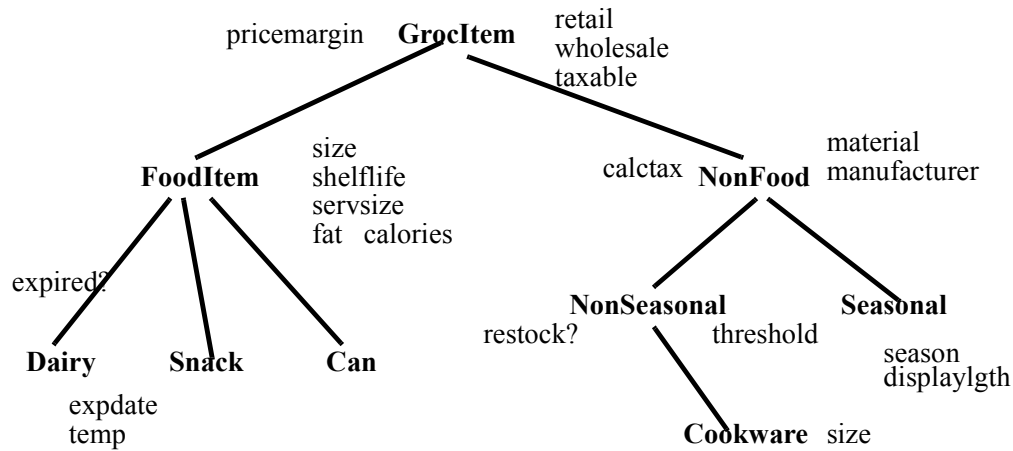 pricemargin GrocItem retail
wholesale
taxable
FoodItem size
shelflife
servsize
fat calories
calctax NonFood material
manufacturer
expired?
Dairy Snack Can
expdate
temp
NonSeasonal Seasonal
restock? threshold
season
displaylgth
Cookware size